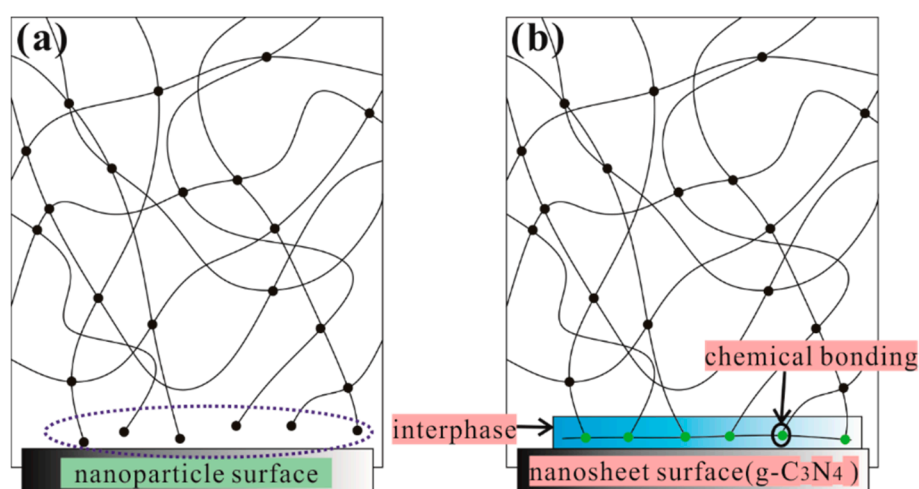 (a)
(b)
chemical bonding
interphase
nanoparticle surface
nanosheet surface(g-C3N4 )